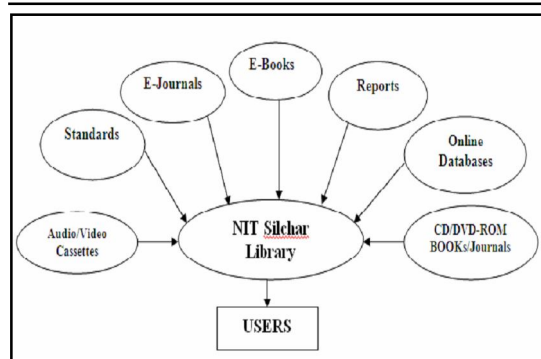 E-Books
E-Journals
Reports
Standards
Online
Databases
Audio/Video
Cassettes
NIT Silchar
Library
CD/DVD-ROM
BOOKs/Journals
USERS